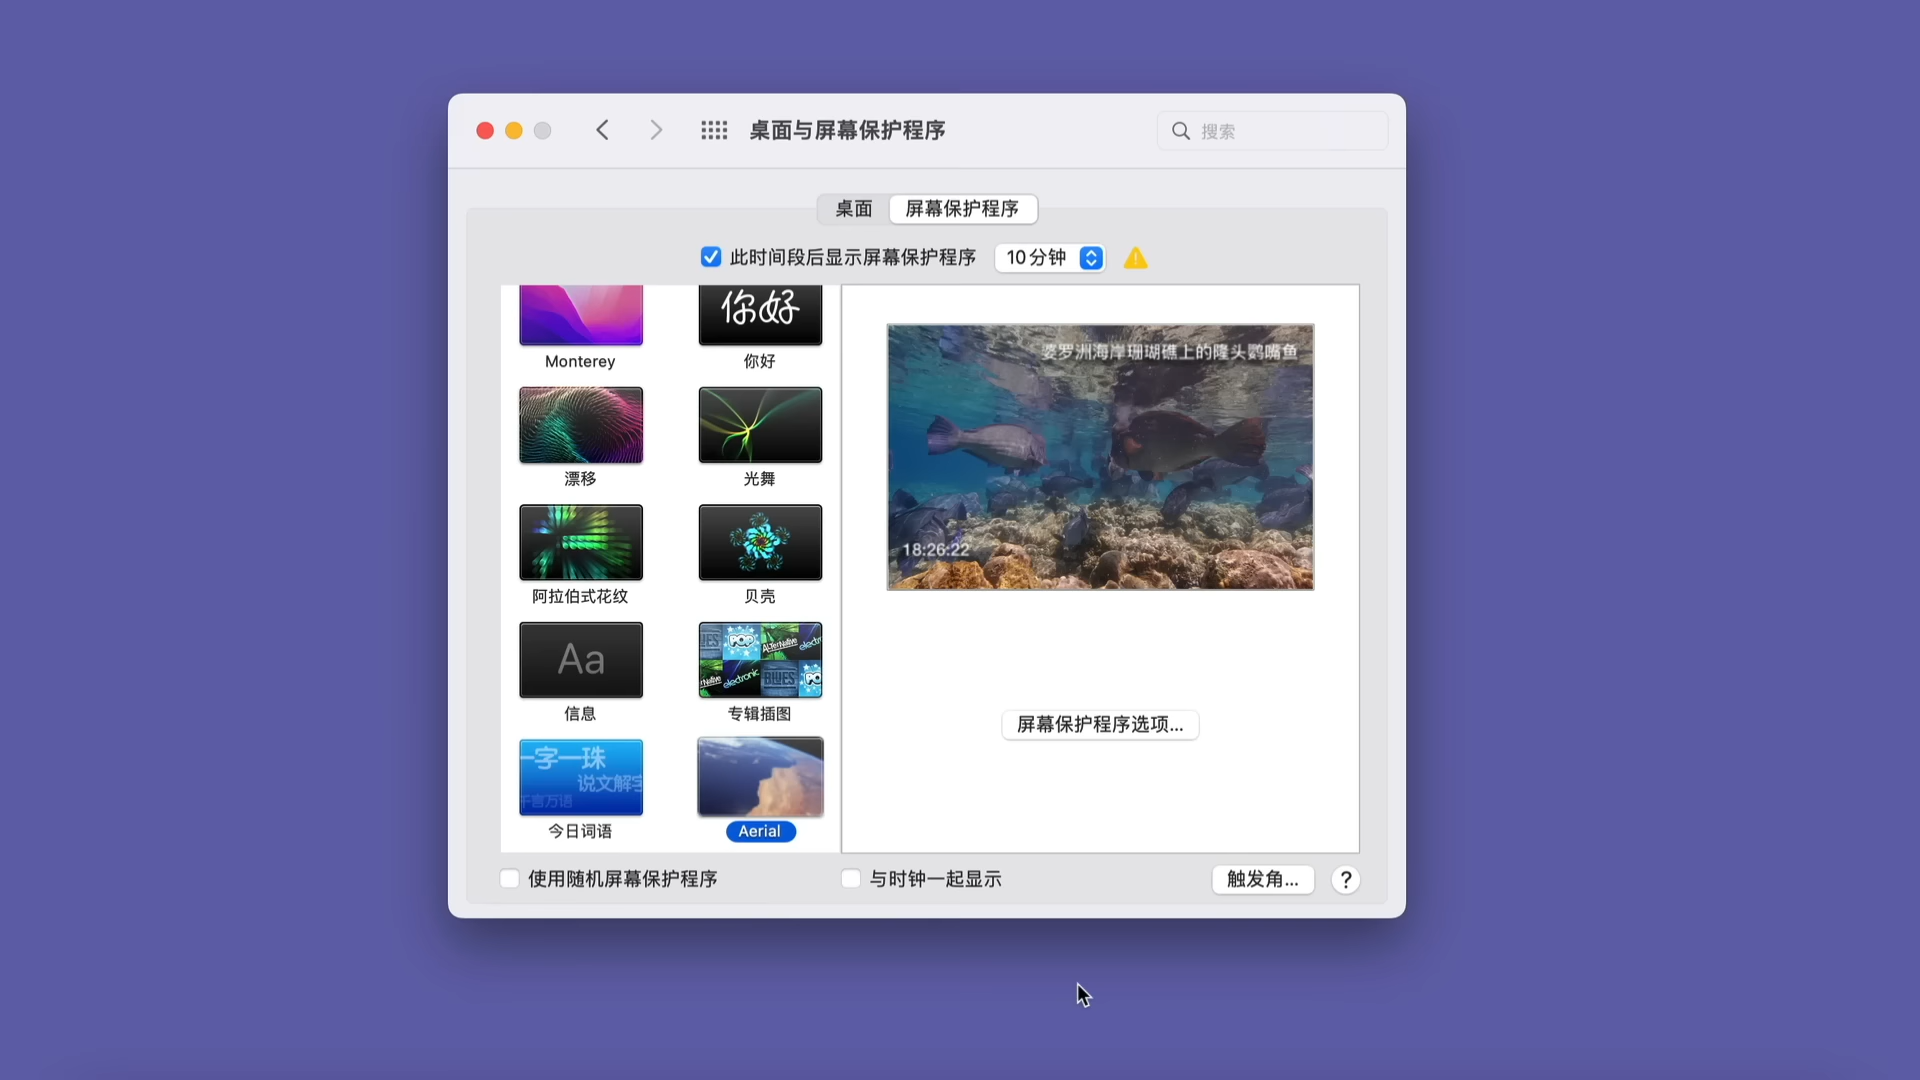 桌面与屏幕保护程序
搜索
桌面
屏幕保护程序
此时间段后显示屏幕保护程序
10分钟
你好
Monterey
你好
漂移
光舞
阿拉伯式花纹
贝壳
Aa
信息
POP
AlterNative
electronic
BLUES
专辑插图
一字一珠
说文解字
千言万语
今日词语
Aerial
婆罗洲海岸珊瑚礁上的隆头鹦嘴鱼
18:26:22
屏幕保护程序选项...
使用随机屏幕保护程序
与时钟一起显示
触发角...
?